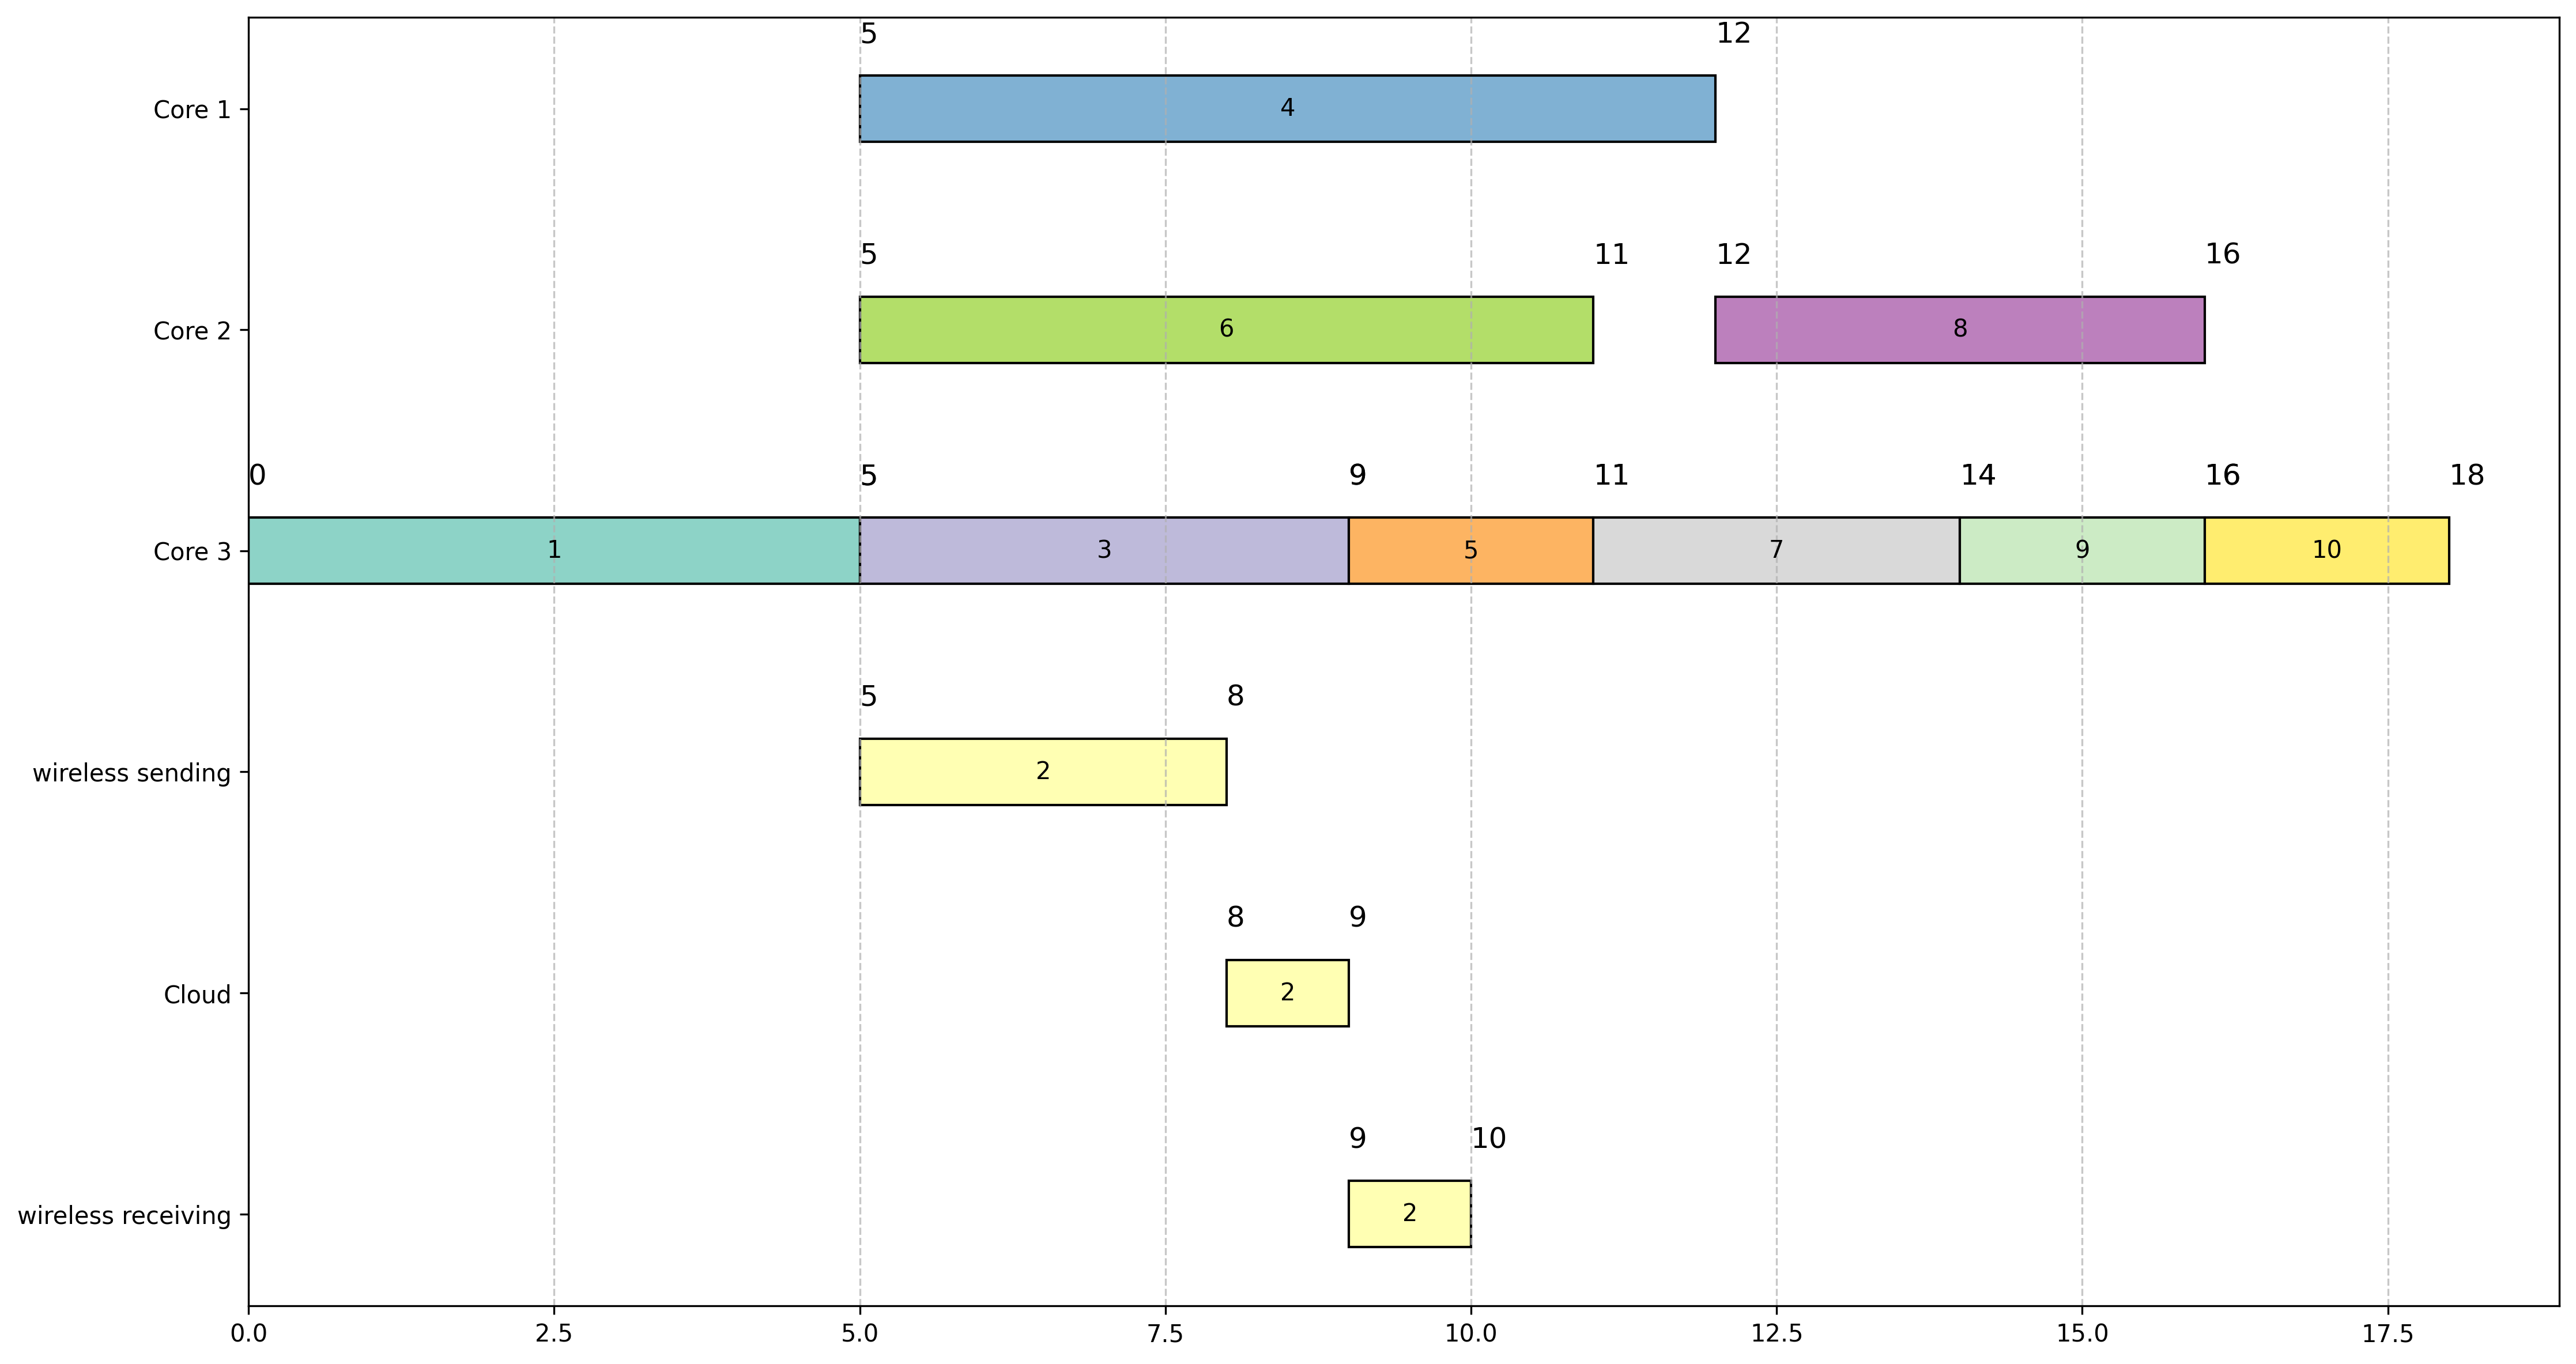 5 12
Core 1 4
5 11 12 16
Core 2 6 8
0 5 9 11 14 16 18
Core 3 1 3 5 7 9 10
5 8
wireless sending 2
8 9
Cloud 2
9 10
wireless receiving 2
0.0 2.5 5.0 7.5 10.0 12.5 15.0 17.5